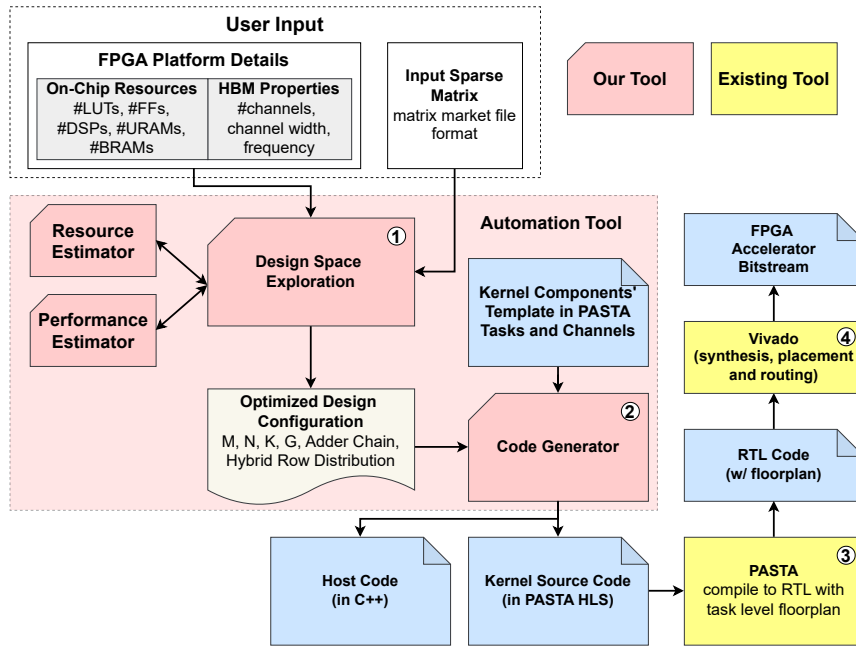 User Input
FPGA Platform Details
On-Chip Resources
#LUTs, #FFs,
#DSPs, #URAMs,
#BRAMs
HBM Properties
#channels,
channel width,
frequency
Input Sparse
Matrix
matrix market file
format
Our Tool
Existing Tool
Automation Tool
Resource
Estimator
Performance
Estimator
1
Design Space
Exploration
Kernel Components'
Template in PASTA
Tasks and Channels
Optimized Design
Configuration
M, N, K, G, Adder Chain,
Hybrid Row Distribution
2
Code Generator
Host Code
(in C++)
Kernel Source Code
(in PASTA HLS)
3
PASTA
compile to RTL with
task level floorplan
RTL Code
(w/ floorplan)
4
Vivado
(synthesis, placement
and routing)
FPGA
Accelerator
Bitstream